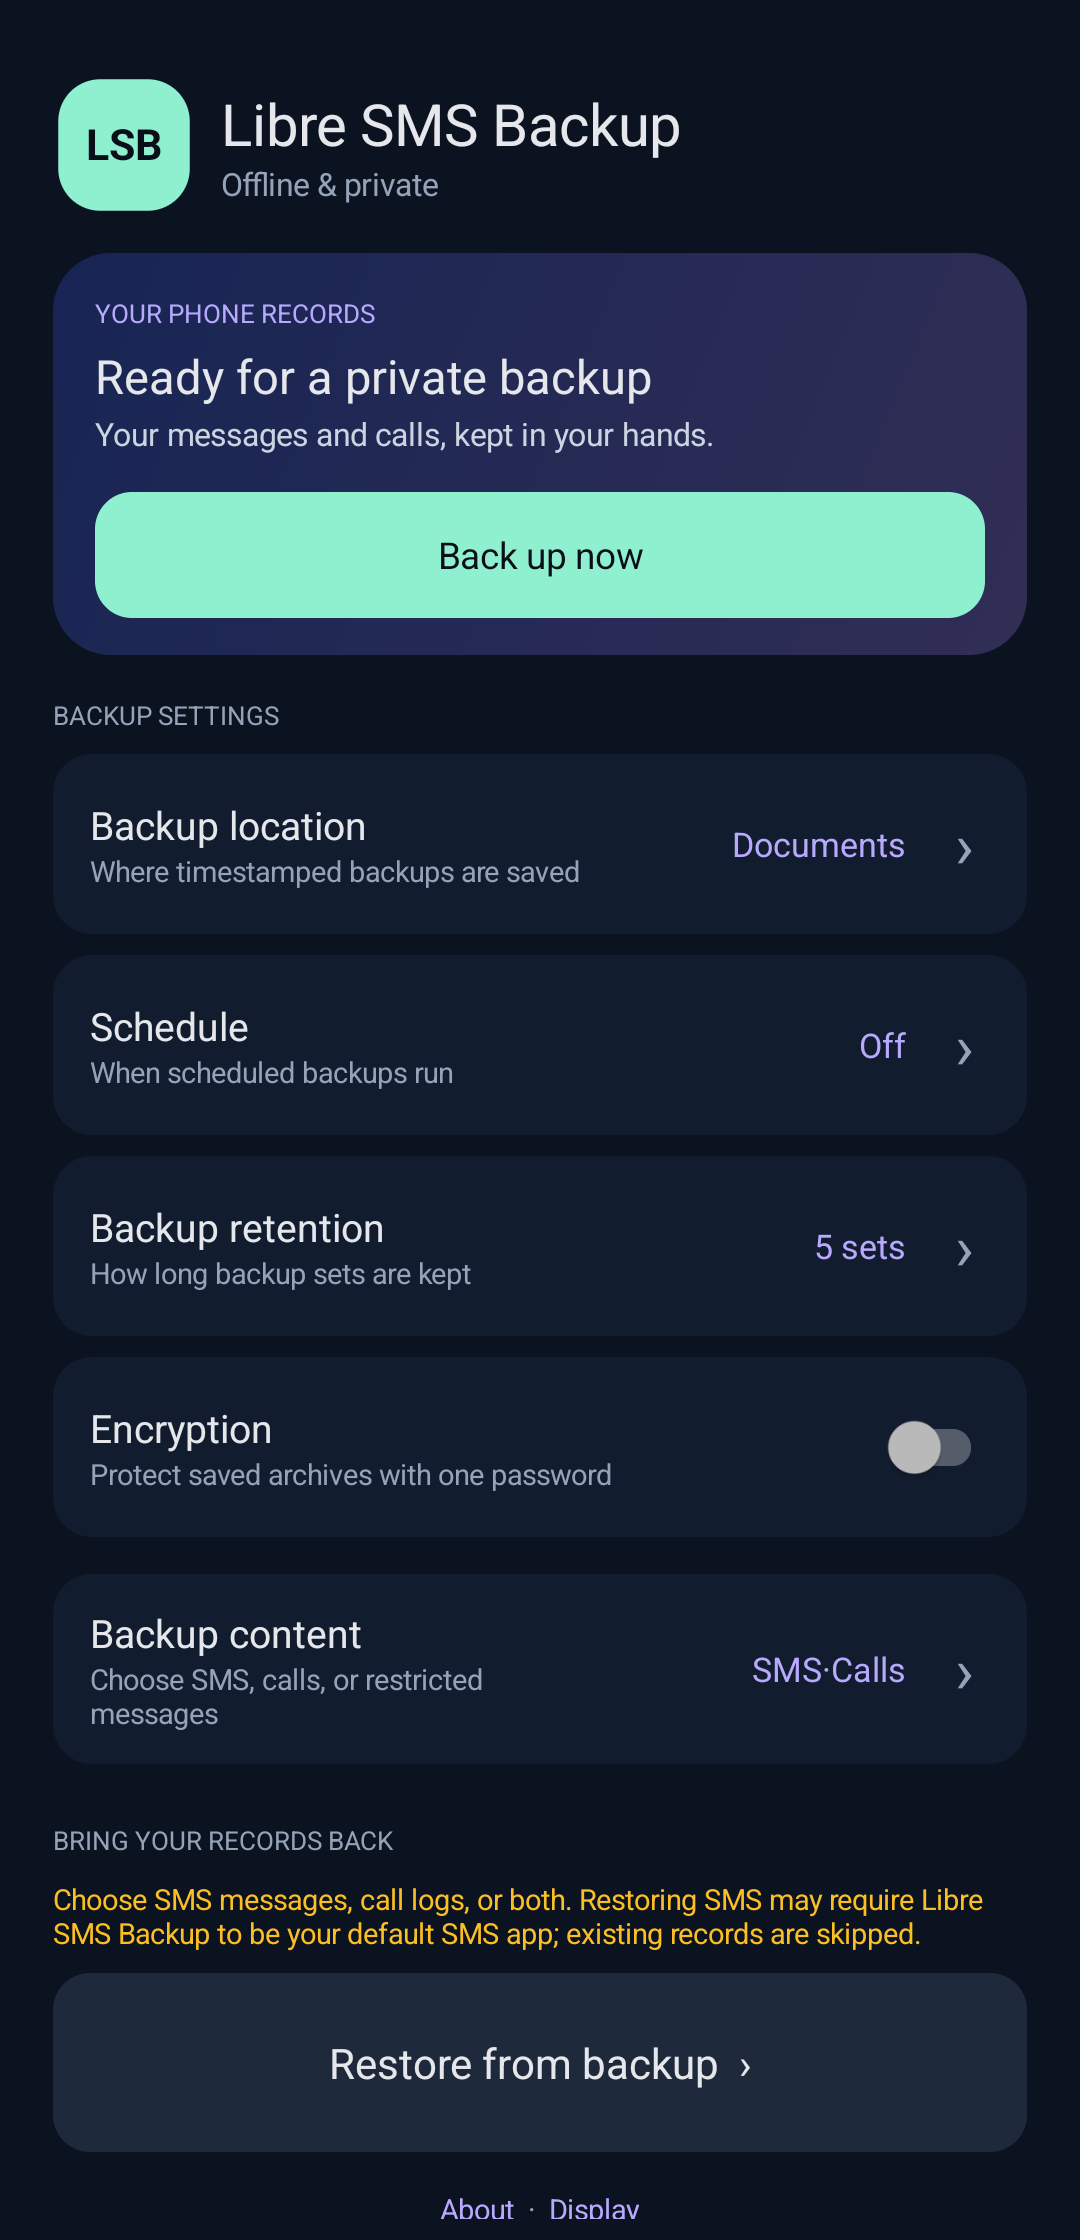 LSB
Libre SMS Backup
Offline & private
YOUR PHONE RECORDS
Ready for a private backup
Your messages and calls, kept in your hands.
Back up now
BACKUP SETTINGS
Backup location
Where timestamped backups are saved
Documents ›
Schedule
When scheduled backups run
Off ›
Backup retention
How long backup sets are kept
5 sets ›
Encryption
Protect saved archives with one password
Backup content
Choose SMS, calls, or restricted
messages
SMS·Calls ›
BRING YOUR RECORDS BACK
Choose SMS messages, call logs, or both. Restoring SMS may require Libre
SMS Backup to be your default SMS app; existing records are skipped.
Restore from backup ›
About · Display